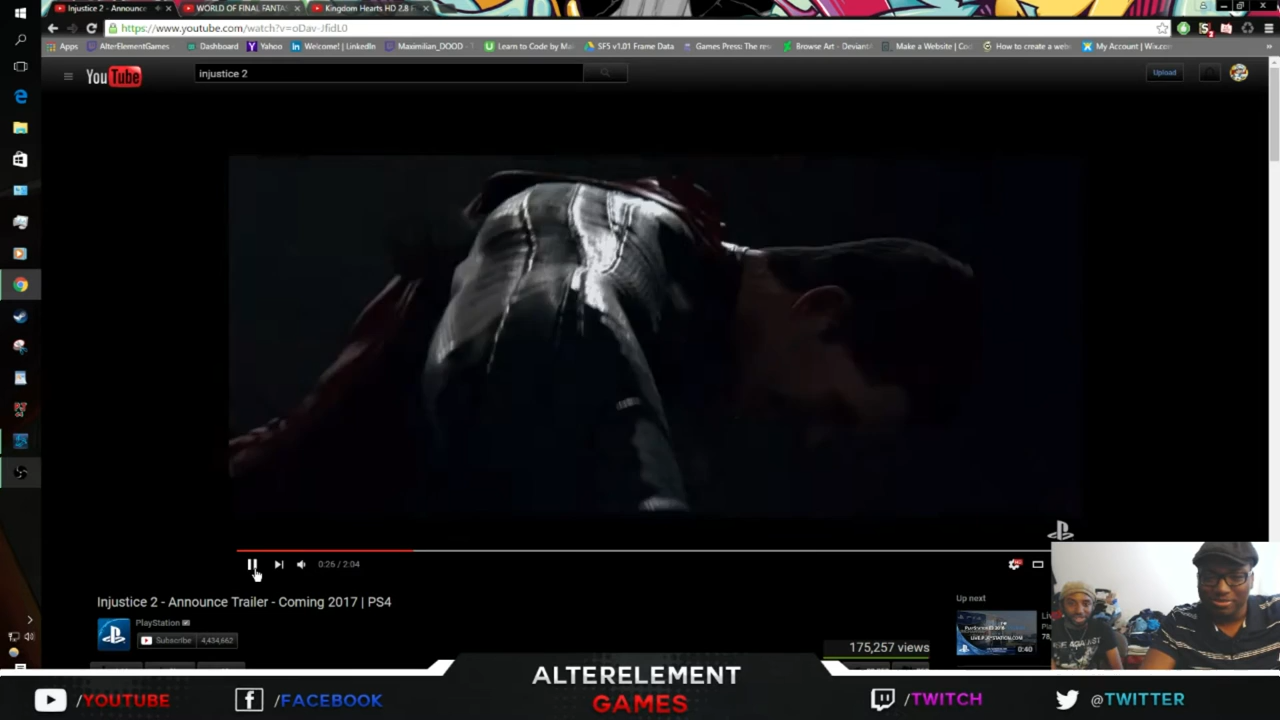 Injustice 2 - Announce
WORLD OF FINAL FANTAS
Kingdom Hearts HD 2.8 F
https://www.youtube.com/watch?v=oDav-JfidL0
Apps AlterElementGames Dashboard Yahoo Welcome! | LinkedIn Maximilian_DOOD - T Learn to Code by Ma SF5 v1.01 Frame Data Games Press: The res Browse Art - Deviant Make a Website | Cod How to create a web My Account | Wix.com
YouTube
injustice 2
Upload
0:26 / 2:04
Injustice 2 - Announce Trailer - Coming 2017 | PS4
PlayStation
Subscribe 4,434,662
175,257 views
Up next
0:40
ALTERELEMENT
GAMES
/YOUTUBE
/FACEBOOK
/TWITCH
@TWITTER